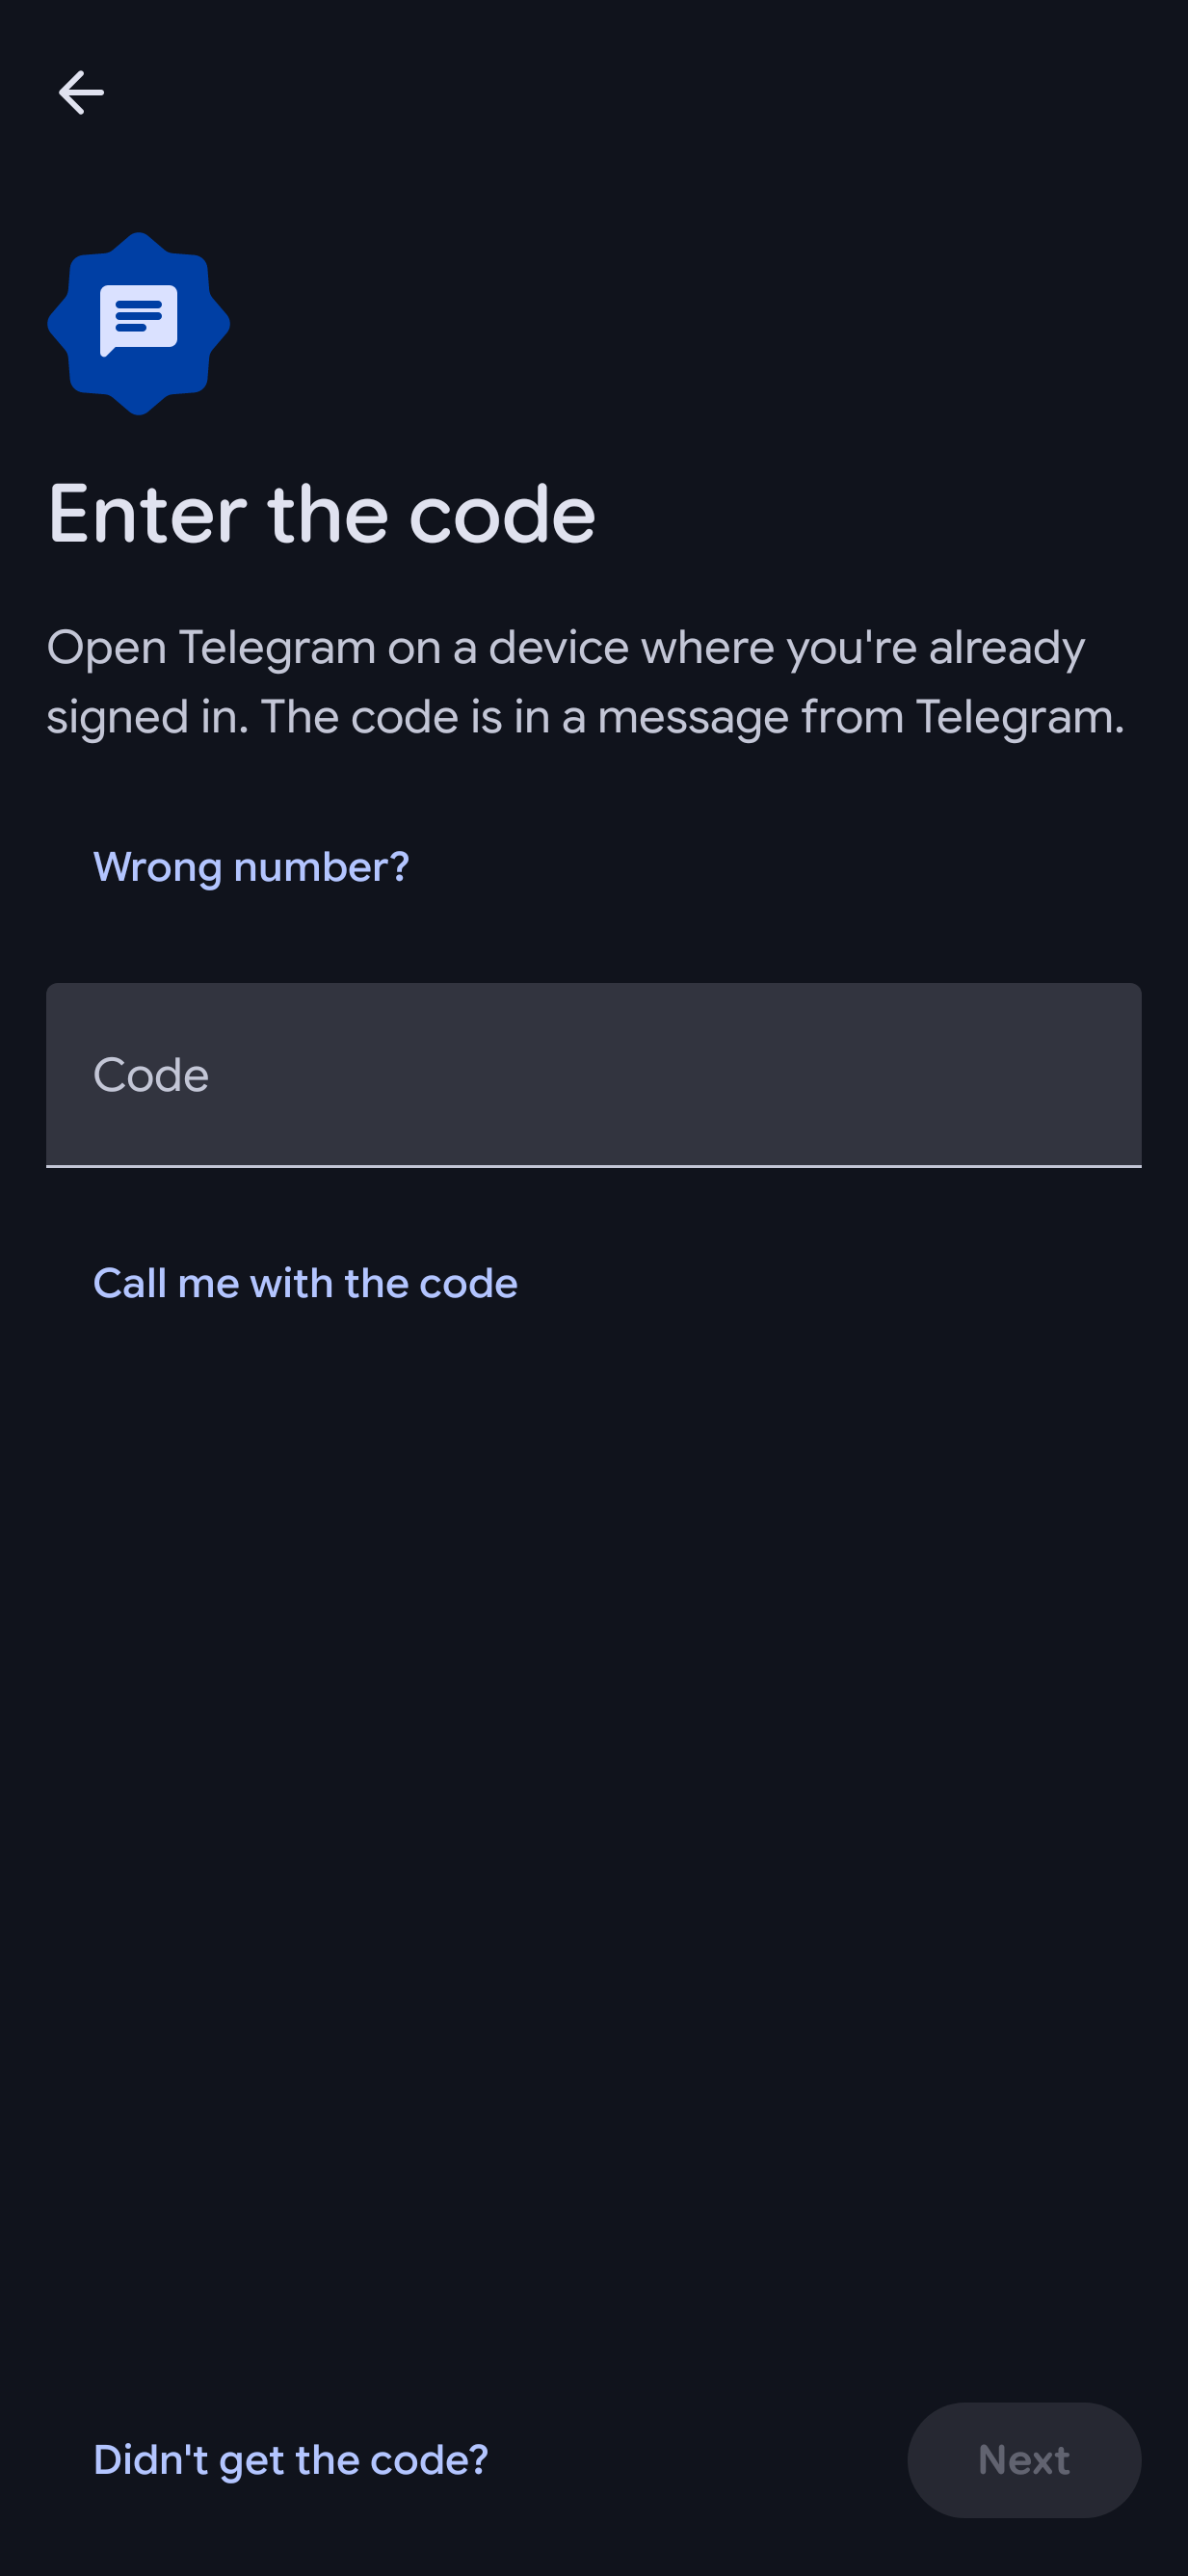 Enter the code
Open Telegram on a device where you're already
signed in. The code is in a message from Telegram.
Wrong number?
Code
Call me with the code
Didn't get the code?
Next